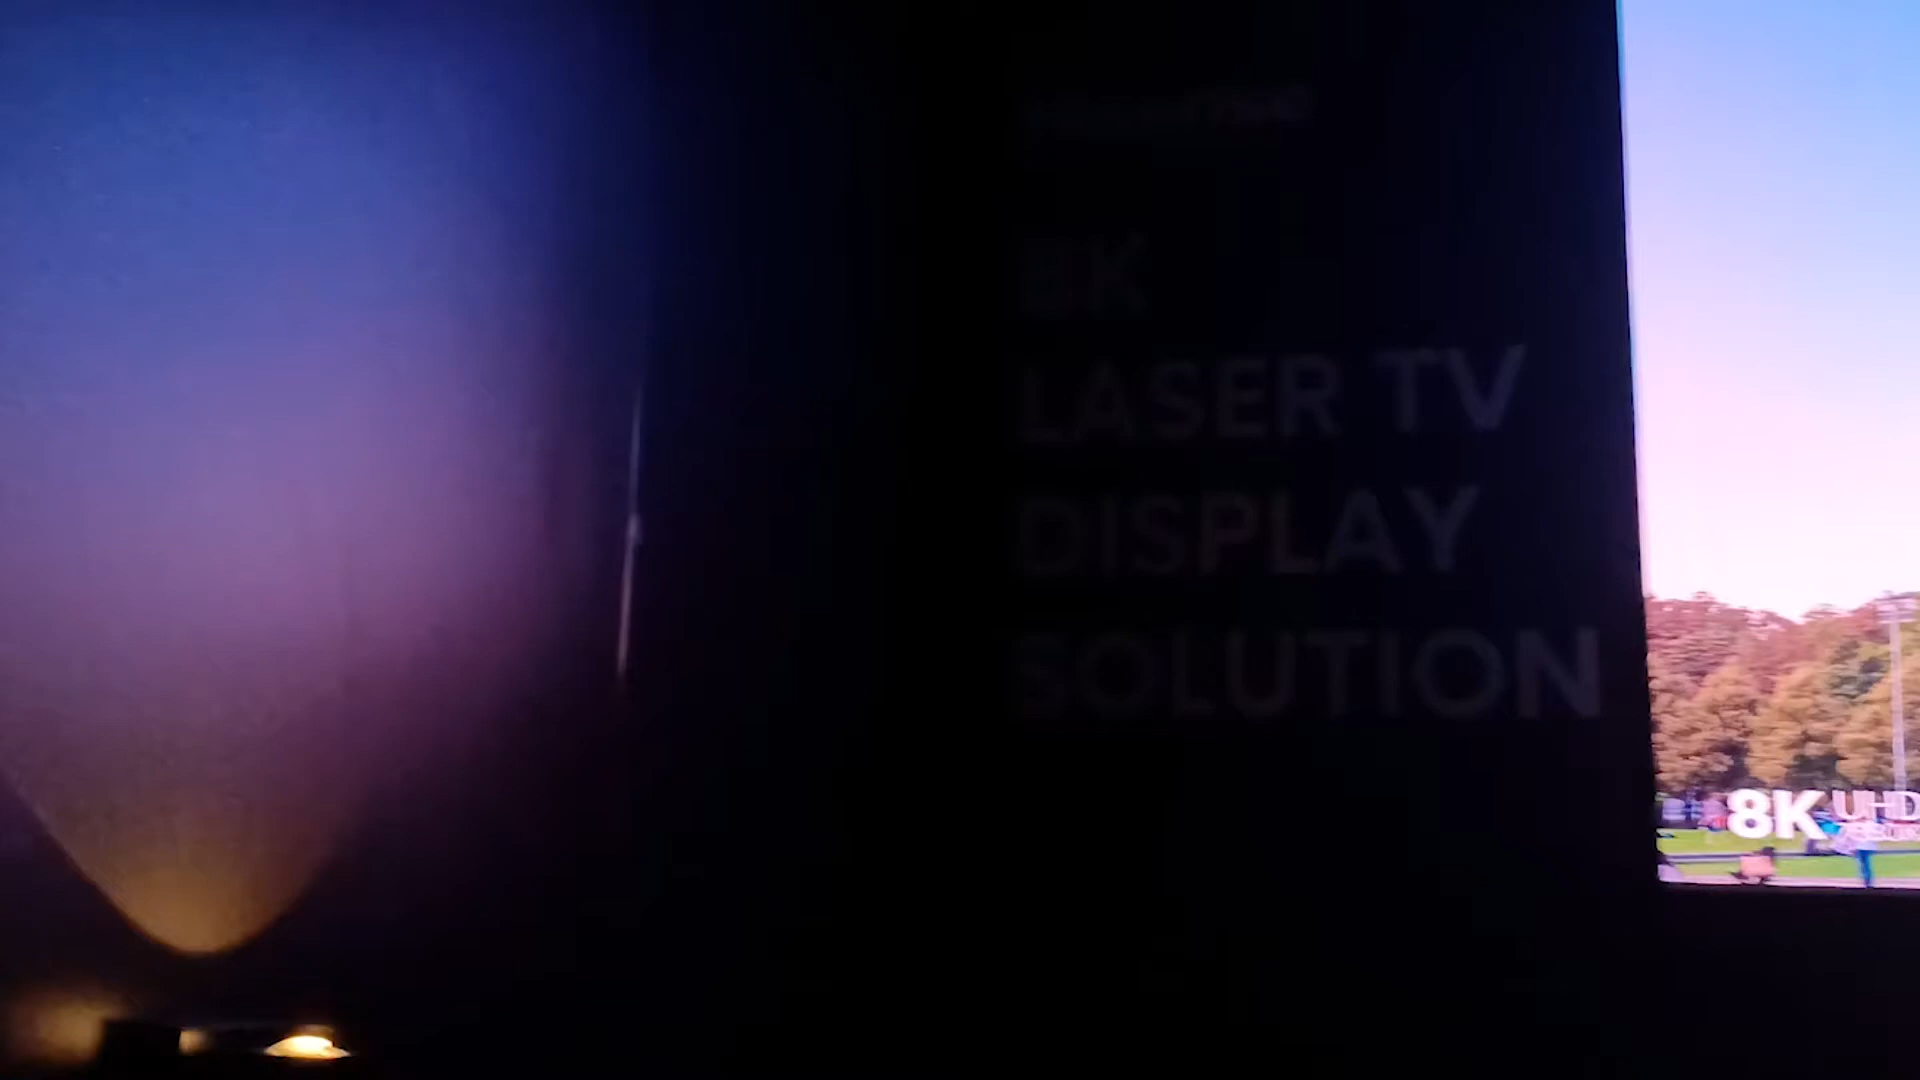 8K
LASER TV
DISPLAY
SOLUTION
8K UHD